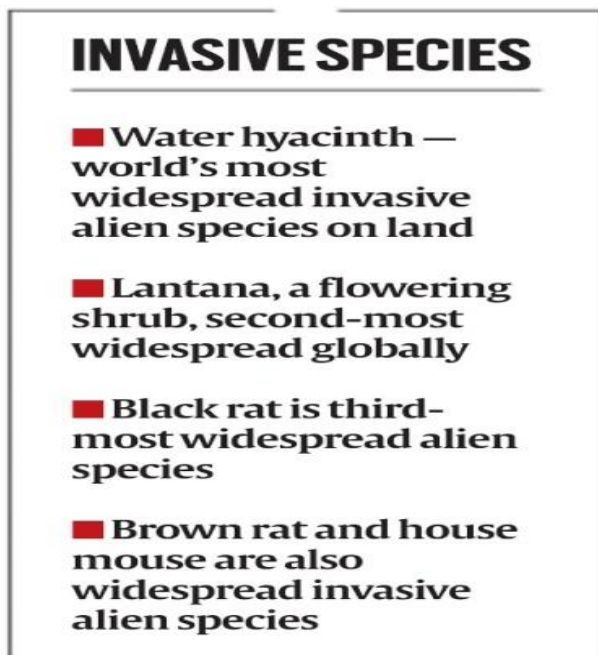 INVASIVE SPECIES
Water hyacinth —
world's most
widespread invasive
alien species on land
Lantana, a flowering
shrub, second-most
widespread globally
Black rat is third-
most widespread alien
species
Brown rat and house
mouse are also
widespread invasive
alien species